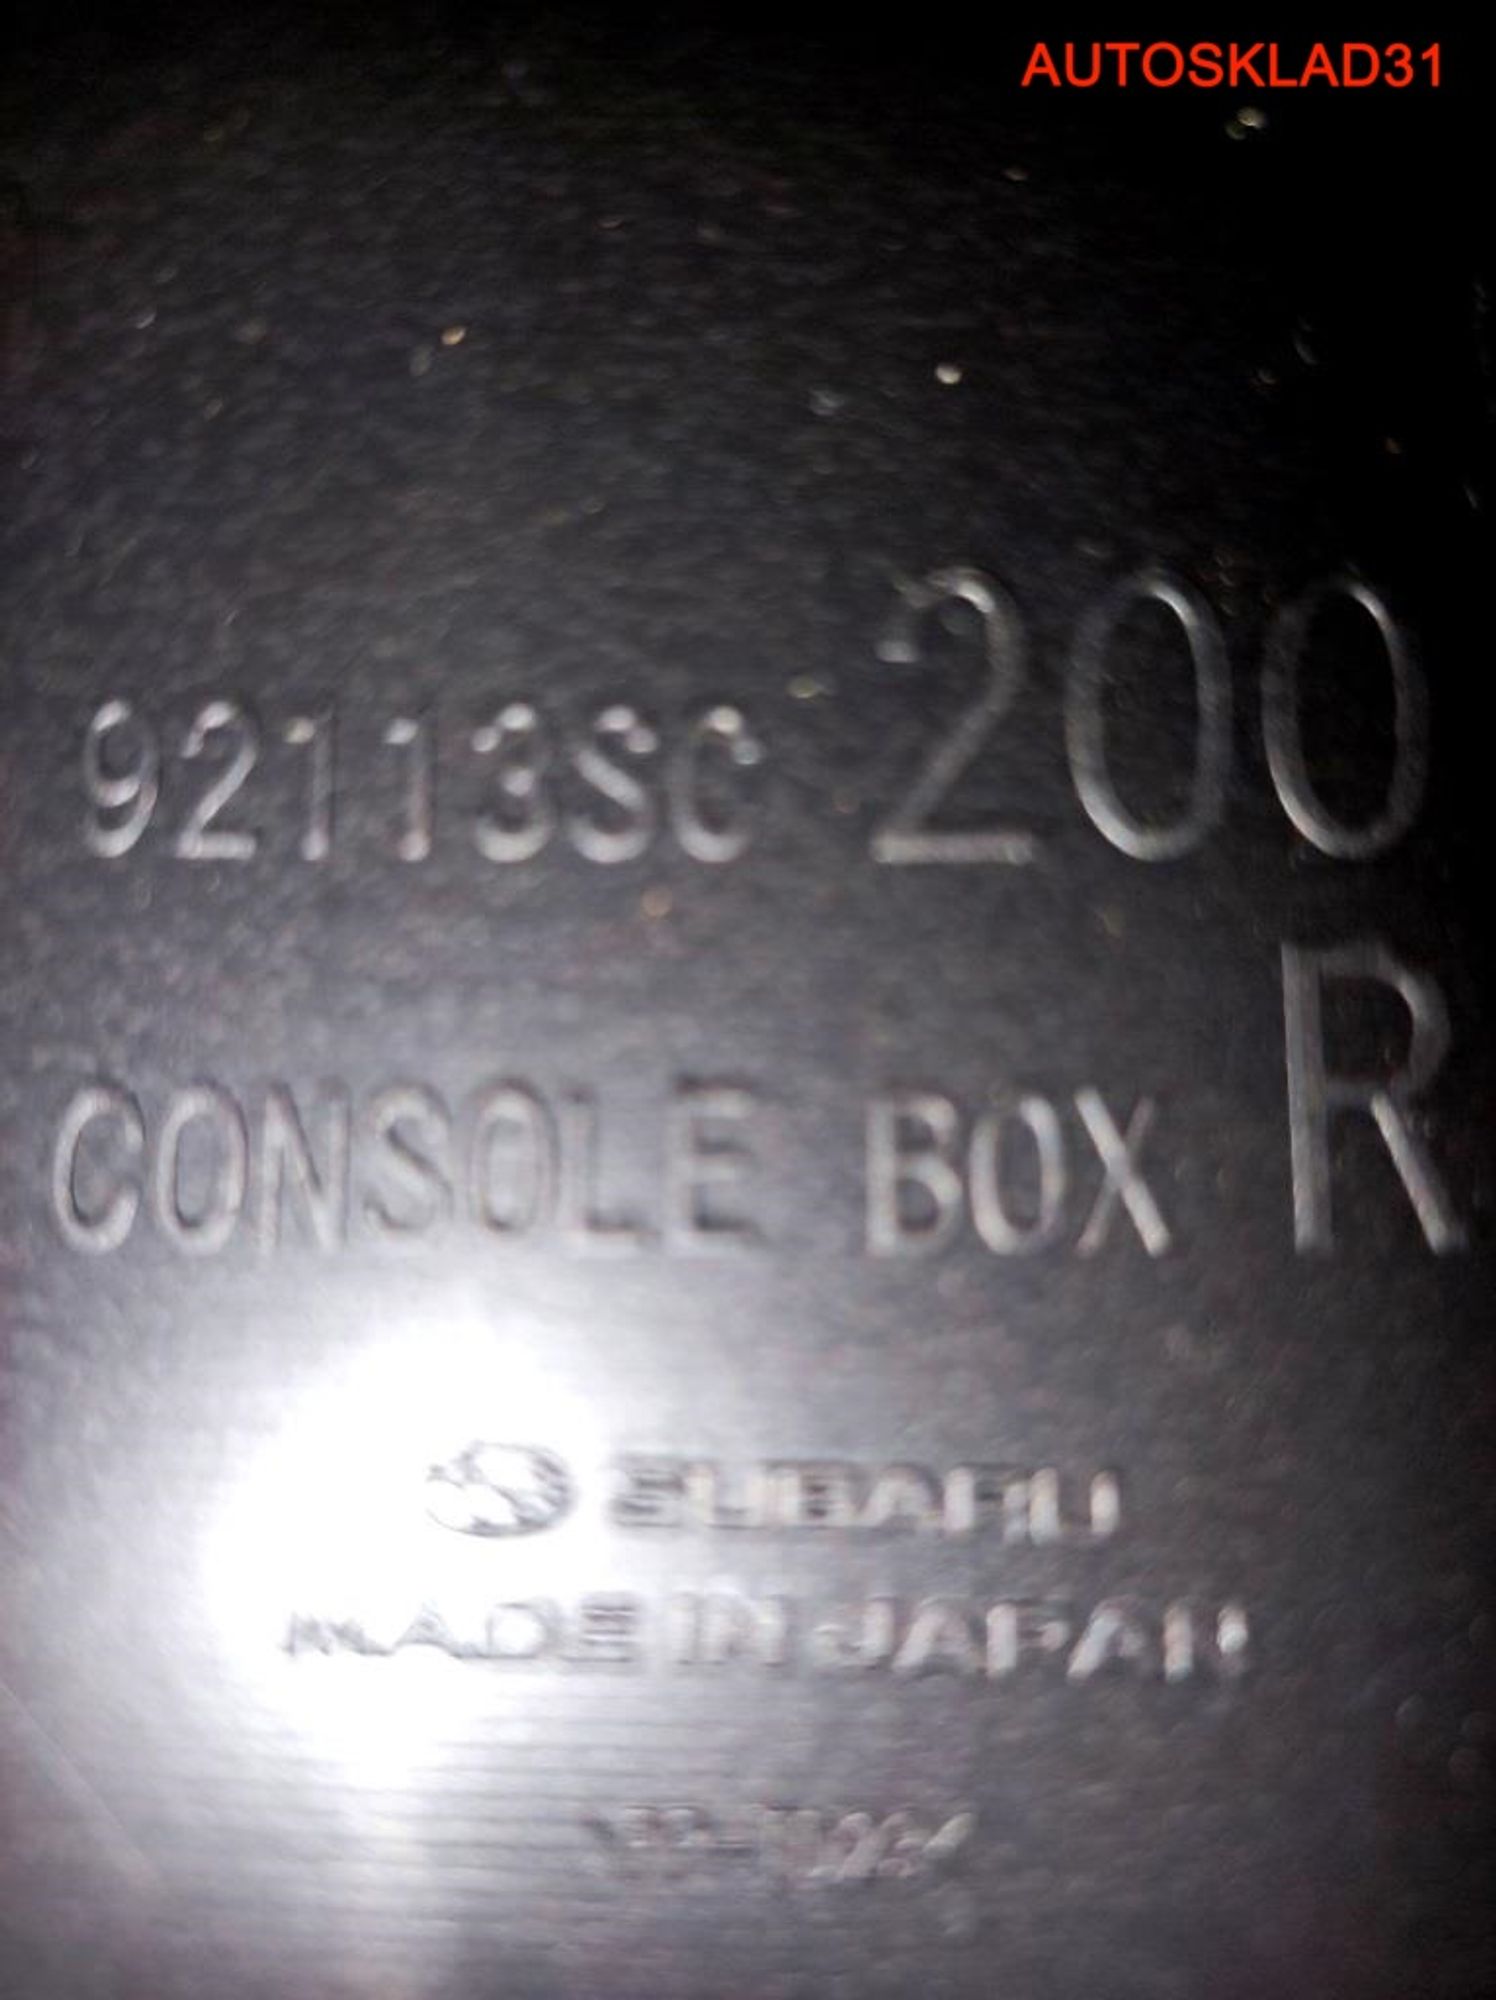 AUTOSKLAD31
92113SC 200
CONSOLE BOX R
SUBARU
MADE IN JAPAN